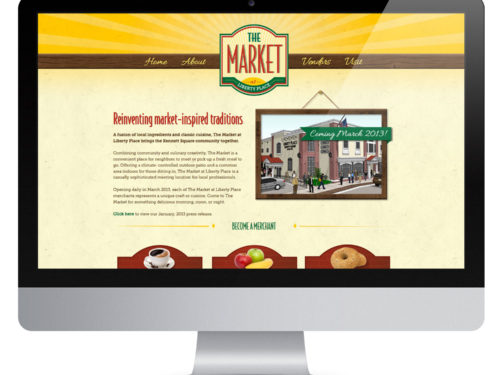 THE
MARKET
at
LIBERTY PLACE
Home About Vendors Visit
Reinventing market-inspired traditions
A fusion of local ingredients and classic cuisine, The Market at
Liberty Place brings the Kennett Square community together.
Combining community and culinary creativity, The Market is a
convenient place for neighbors to meet or pick up a fresh meal to
go. Offering a climate- controlled outdoor patio and a common
area indoors for those dining in, The Market at Liberty Place is a
casually sophisticated meeting location for local professionals.
Opening daily in March 2013, each of The Market at Liberty Place
merchants represents a unique craft or cuisine. Come to The
Market for something delicious morning, noon, or night.
Click here to view our January, 2013 press release.
Coming March 2013!
BECOME A MERCHANT